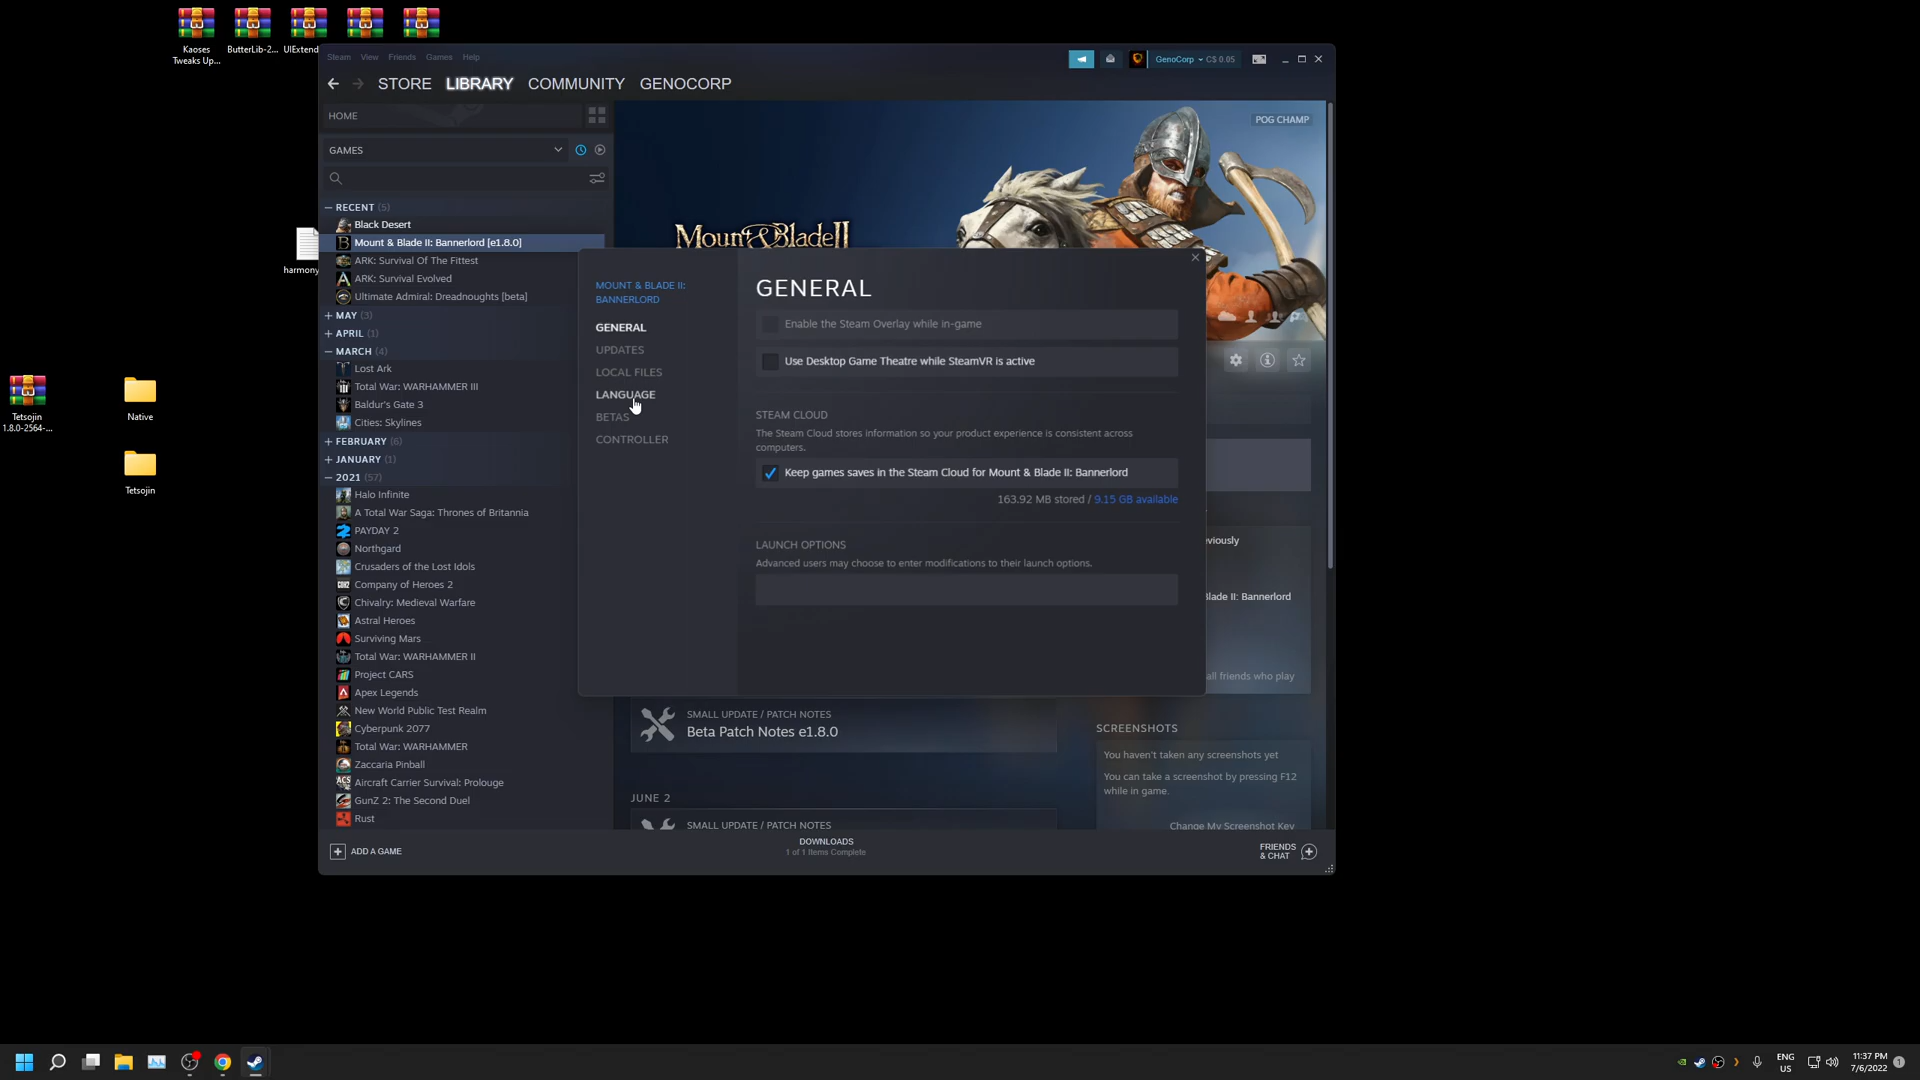 Kaoses
Tweaks Up...
ButterLib-2...
UIExtend
Steam View Friends Games Help
GenoCorp C$ 0.05
STORE LIBRARY COMMUNITY GENOCORP
HOME
GAMES
POG CHAMP
Mount & Blade II
RECENT (5)
Black Desert
Mount & Blade II: Bannerlord [e1.8.0]
ARK: Survival Of The Fittest
ARK: Survival Evolved
Ultimate Admiral: Dreadnoughts [beta]
MAY (3)
APRIL (1)
MARCH (4)
Lost Ark
Total War: WARHAMMER III
Baldur's Gate 3
Cities: Skylines
FEBRUARY (6)
JANUARY (1)
2021 (57)
Halo Infinite
A Total War Saga: Thrones of Britannia
PAYDAY 2
Northgard
Crusaders of the Lost Idols
Company of Heroes 2
Chivalry: Medieval Warfare
Astral Heroes
Surviving Mars
Total War: WARHAMMER II
Project CARS
Apex Legends
New World Public Test Realm
Cyberpunk 2077
Total War: WARHAMMER
Zaccaria Pinball
Aircraft Carrier Survival: Prolouge
GunZ 2: The Second Duel
Rust
harmony
Tetsojin
1.8.0-2564-...
Native
Tetsojin
MOUNT & BLADE II:
BANNERLORD
GENERAL
UPDATES
LOCAL FILES
LANGUAGE
BETAS
CONTROLLER
GENERAL
Enable the Steam Overlay while in-game
Use Desktop Game Theatre while SteamVR is active
STEAM CLOUD
The Steam Cloud stores information so your product experience is consistent across
computers.
Keep games saves in the Steam Cloud for Mount & Blade II: Bannerlord
163.92 MB stored / 9.15 GB available
LAUNCH OPTIONS
Advanced users may choose to enter modifications to their launch options.
eviously
Blade II: Bannerlord
all friends who play
SMALL UPDATE / PATCH NOTES
Beta Patch Notes e1.8.0
JUNE 2
SMALL UPDATE / PATCH NOTES
SCREENSHOTS
You haven't taken any screenshots yet
You can take a screenshot by pressing F12
while in game.
Change My Screenshot Key
ADD A GAME
DOWNLOADS
1 of 1 Items Complete
FRIENDS
& CHAT
ENG
US
11:37 PM
7/6/2022
1